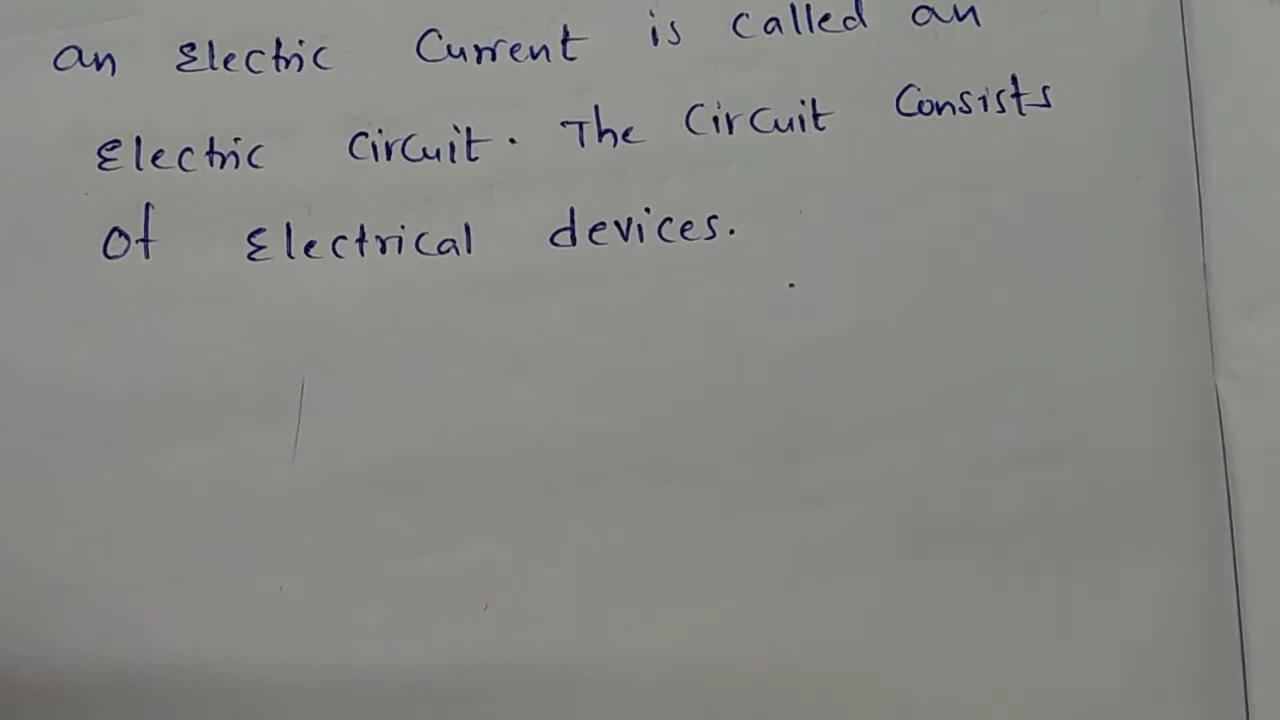 an Electric Current is called an
Electric Circuit. The Circuit Consists
of Electrical devices.